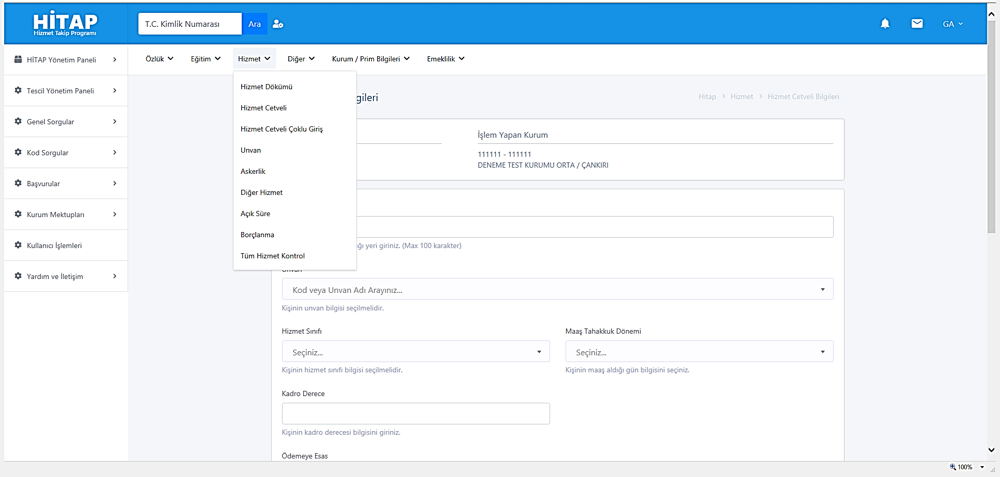 HİTAP
Hizmet Takip Programı
T.C. Kimlik Numarası
Ara
GA
HİTAP Yönetim Paneli
Tescil Yönetim Paneli
Genel Sorgular
Kod Sorgular
Başvurular
Kurum Mektupları
Kullanıcı İşlemleri
Yardım ve İletişim
Özlük
Eğitim
Hizmet
Diğer
Kurum / Prim Bilgileri
Emeklilik
Hizmet Dökümü
Hizmet Cetveli
Hizmet Cetveli Çoklu Giriş
Unvan
Askerlik
Diğer Hizmet
Açık Süre
Borçlanma
Tüm Hizmet Kontrol
gileri
Hitap > Hizmet > Hizmet Cetveli Bilgileri
İşlem Yapan Kurum
111111 - 111111
DENEME TEST KURUMU ORTA / ÇANKIRI
ğı yeri giriniz. (Max 100 karakter)
Unvan
Kod veya Unvan Adı Arayınız...
Kişinin unvan bilgisi seçilmelidir.
Hizmet Sınıfı
Seçiniz...
Kişinin hizmet sınıfı bilgisi seçilmelidir.
Maaş Tahakkuk Dönemi
Seçiniz...
Kişinin maaş aldığı gün bilgisini seçiniz.
Kadro Derece
Kişinin kadro derecesi bilgisini giriniz.
Ödemeye Esas
100%